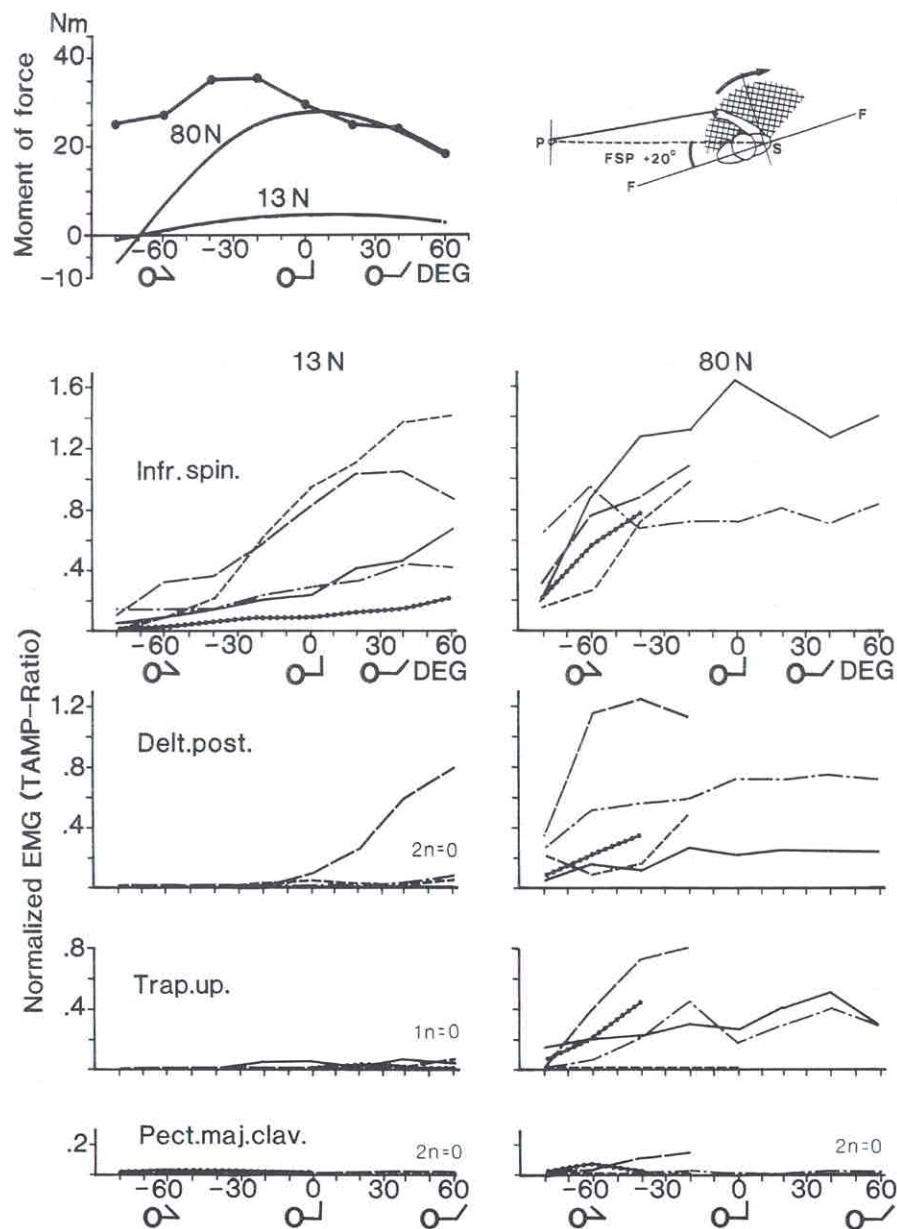 Nm
40
20
0
-10
Moment of force
80N
13N
-60 -30 0 30 60
DEG
P
S
F
F
FSP +20°
13 N
80 N
1.6
1.2
.8
.4
Infr. spin.
-60 -30 0 30 60
DEG
-60 -30 0 30 60
DEG
Normalized EMG (TAMP-Ratio)
1.2
.8
.4
Delt.post.
2n=0
.8
.4
Trap.up.
1n=0
.2
Pect.maj.clav.
2n=0
2n=0
-60 -30 0 30 60
-60 -30 0 30 60